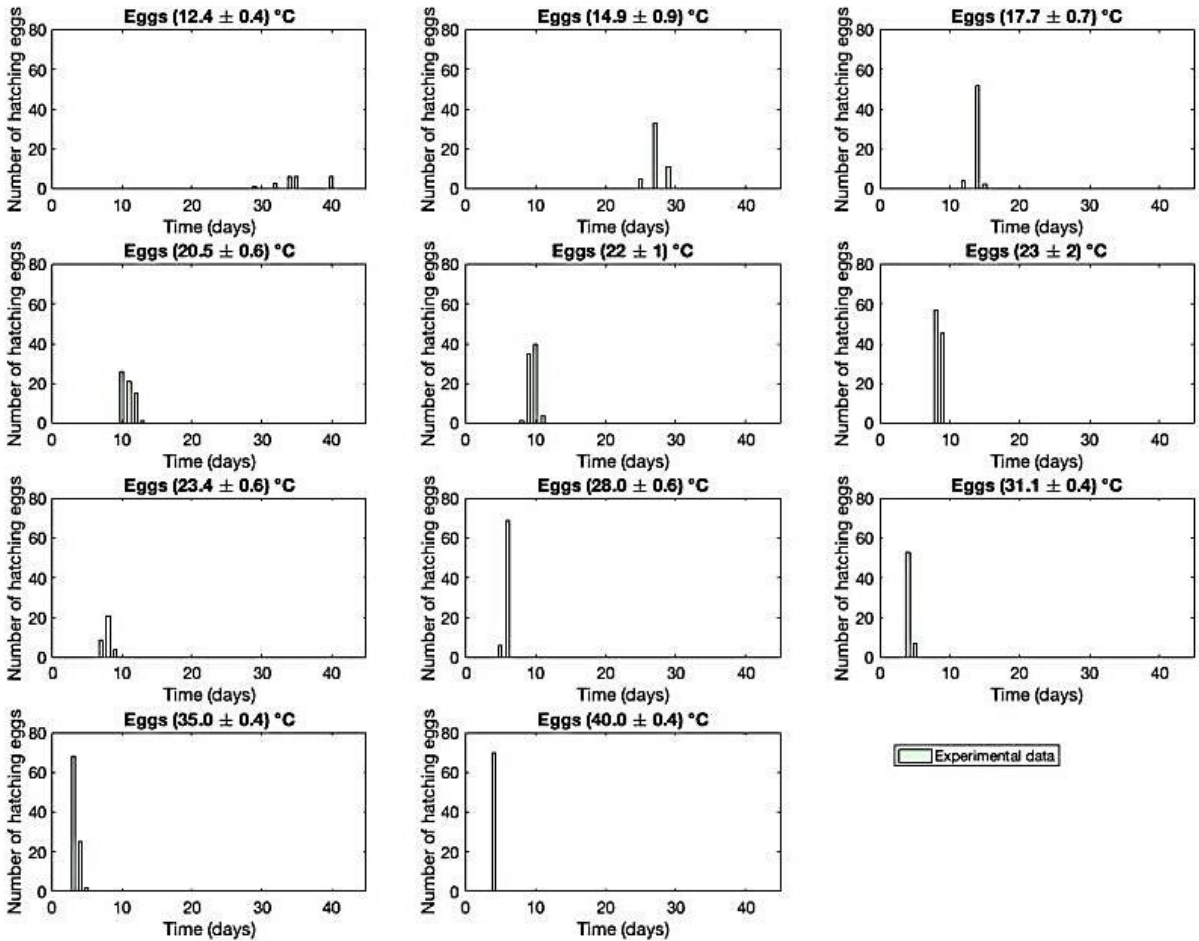 Eggs (12.4 ± 0.4) °C
Number of hatching eggs
80
60
40
20
0
0 10 20 30 40
Time (days)
Eggs (14.9 ± 0.9) °C
Number of hatching eggs
80
60
40
20
0
0 10 20 30 40
Time (days)
Eggs (17.7 ± 0.7) °C
Number of hatching eggs
80
60
40
20
0
0 10 20 30 40
Time (days)
Eggs (20.5 ± 0.6) °C
Number of hatching eggs
80
60
40
20
0
0 10 20 30 40
Time (days)
Eggs (22 ± 1) °C
Number of hatching eggs
80
60
40
20
0
0 10 20 30 40
Time (days)
Eggs (23 ± 2) °C
Number of hatching eggs
80
60
40
20
0
0 10 20 30 40
Time (days)
Eggs (23.4 ± 0.6) °C
Number of hatching eggs
80
60
40
20
0
0 10 20 30 40
Time (days)
Eggs (28.0 ± 0.6) °C
Number of hatching eggs
80
60
40
20
0
0 10 20 30 40
Time (days)
Eggs (31.1 ± 0.4) °C
Number of hatching eggs
80
60
40
20
0
0 10 20 30 40
Time (days)
Eggs (35.0 ± 0.4) °C
Number of hatching eggs
80
60
40
20
0
0 10 20 30 40
Time (days)
Eggs (40.0 ± 0.4) °C
Number of hatching eggs
80
60
40
20
0
0 10 20 30 40
Time (days)
Experimental data